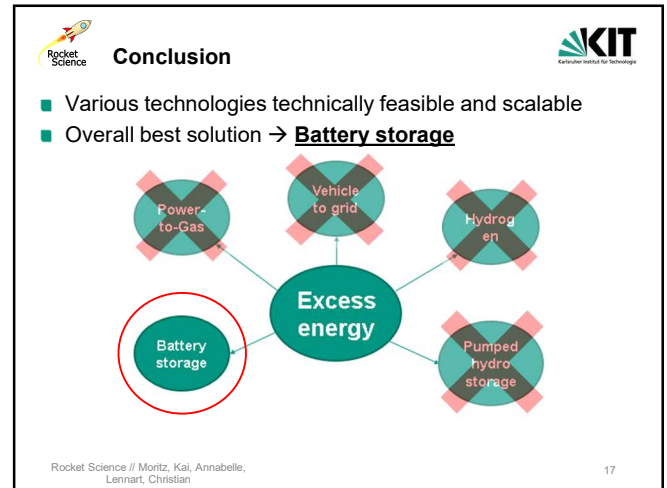 Rocket
Science
Conclusion
KIT
Karlsruher Institut für Technologie
Various technologies technically feasible and scalable
Overall best solution → Battery storage
Power-
to-Gas
Vehicle
to grid
Hydrog
en
Excess
energy
Battery
storage
Pumped
hydro
storage
Rocket Science // Moritz, Kai, Annabelle,
Lennart, Christian
17